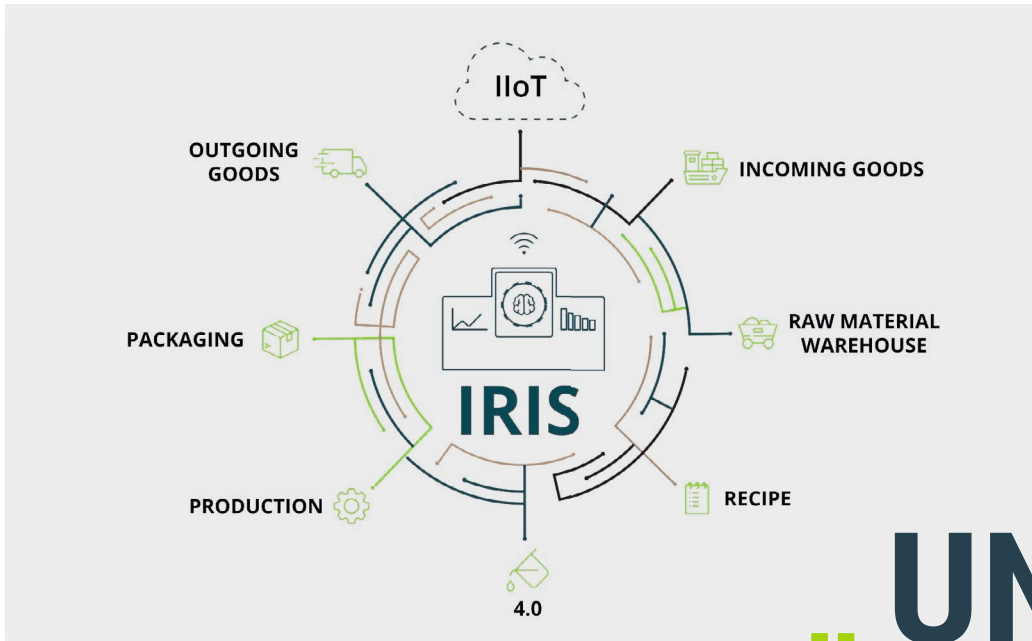 IIoT
OUTGOING
GOODS
INCOMING GOODS
PACKAGING
RAW MATERIAL
WAREHOUSE
IRIS
PRODUCTION
RECIPE
4.0